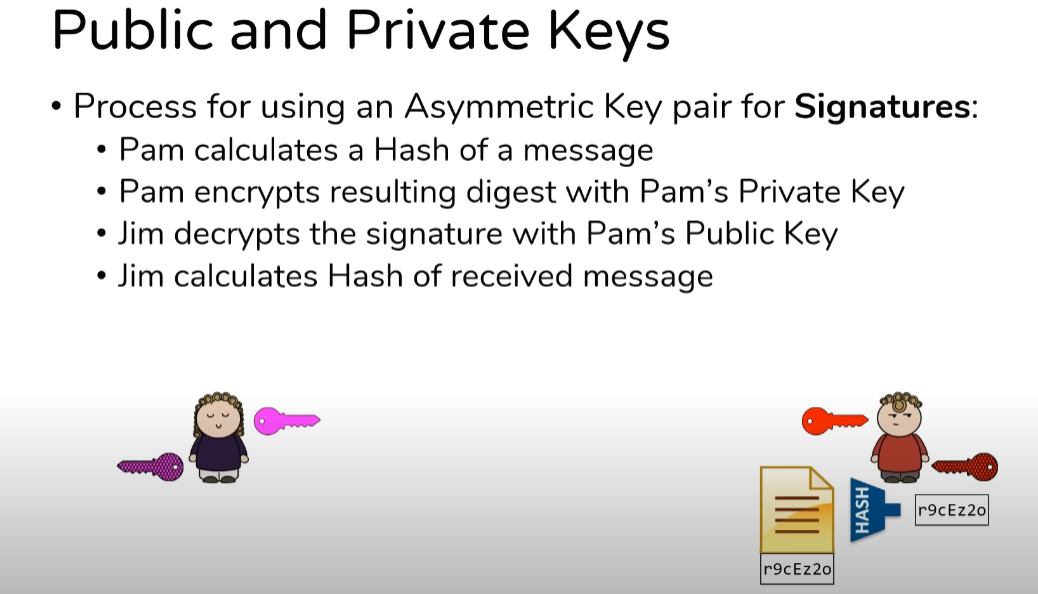 Public and Private Keys
• Process for using an Asymmetric Key pair for Signatures:
• Pam calculates a Hash of a message
• Pam encrypts resulting digest with Pam’s Private Key
• Jim decrypts the signature with Pam’s Public Key
• Jim calculates Hash of received message
HASH
r9cEz2o
r9cEz2o